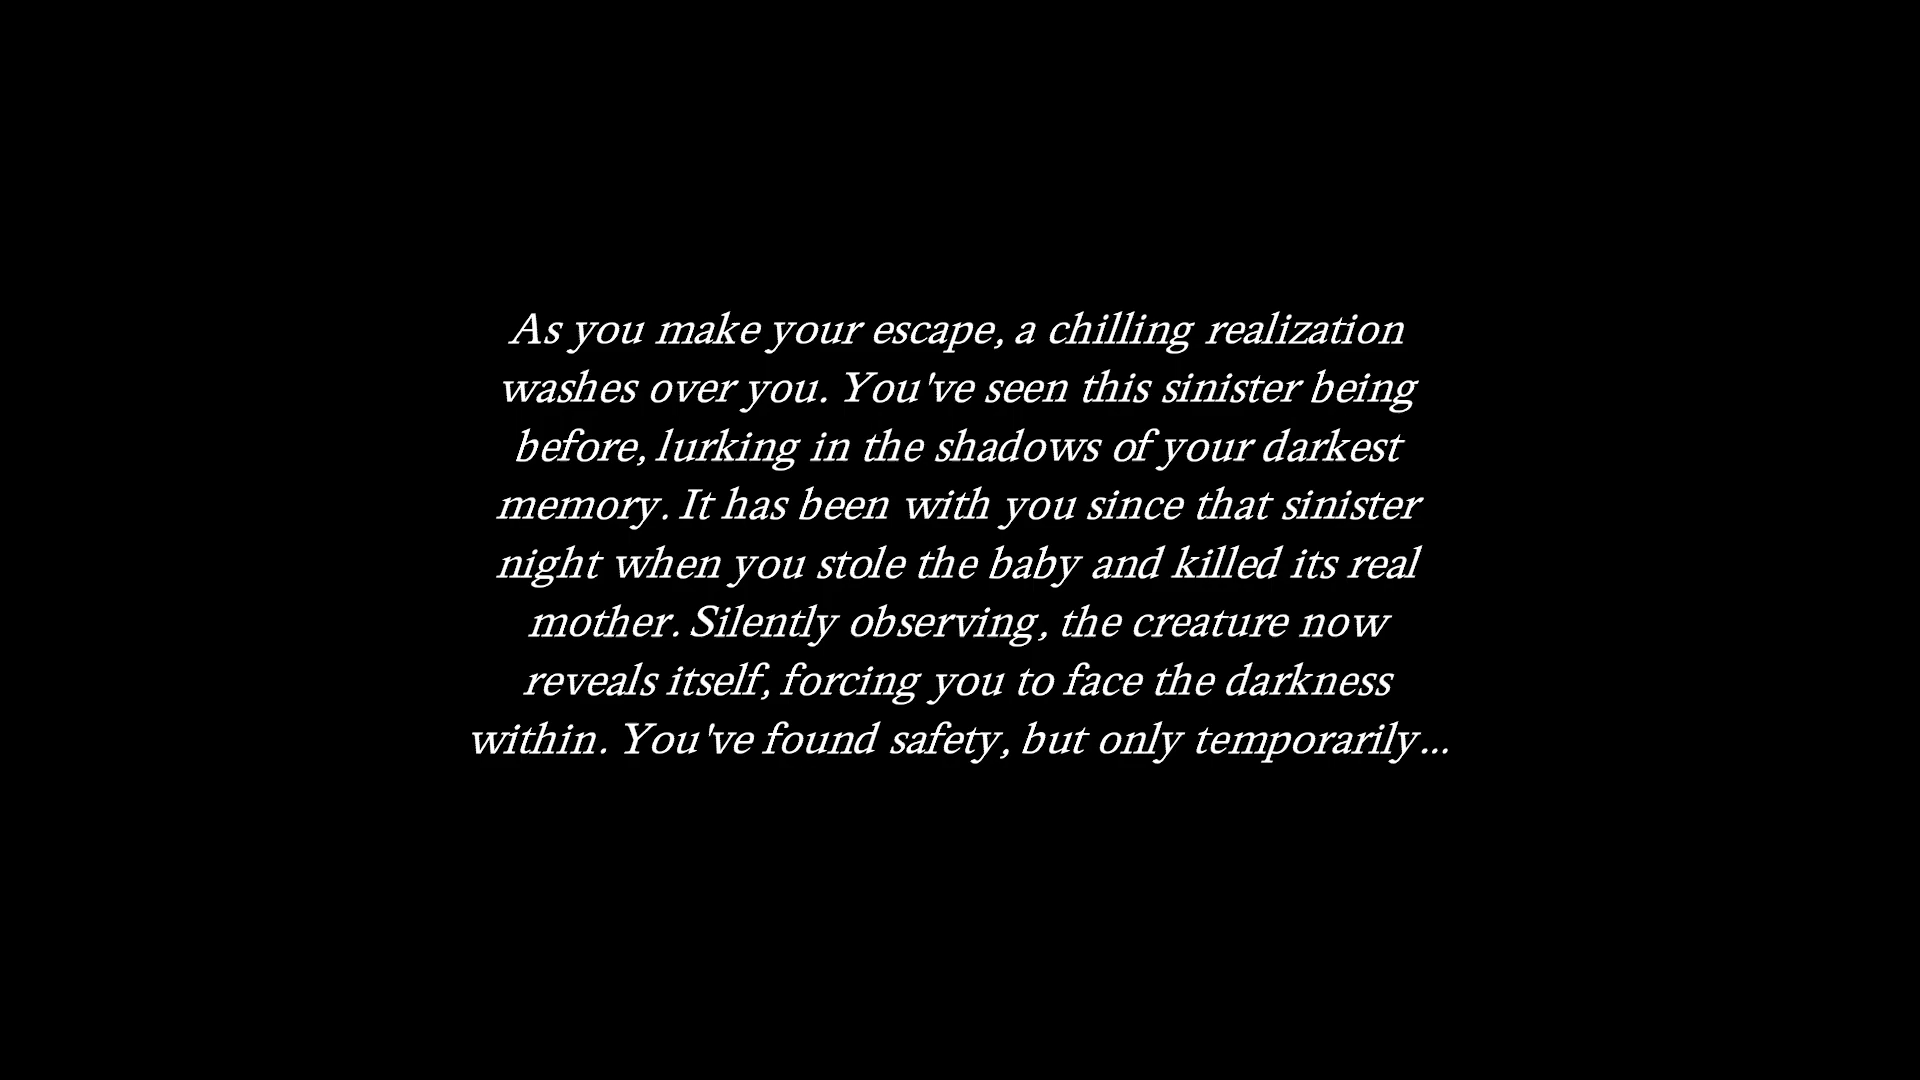 As you make your escape, a chilling realization
washes over you. You've seen this sinister being
before, lurking in the shadows of your darkest
memory. It has been with you since that sinister
night when you stole the baby and killed its real
mother. Silently observing, the creature now
reveals itself, forcing you to face the darkness
within. You've found safety, but only temporarily...